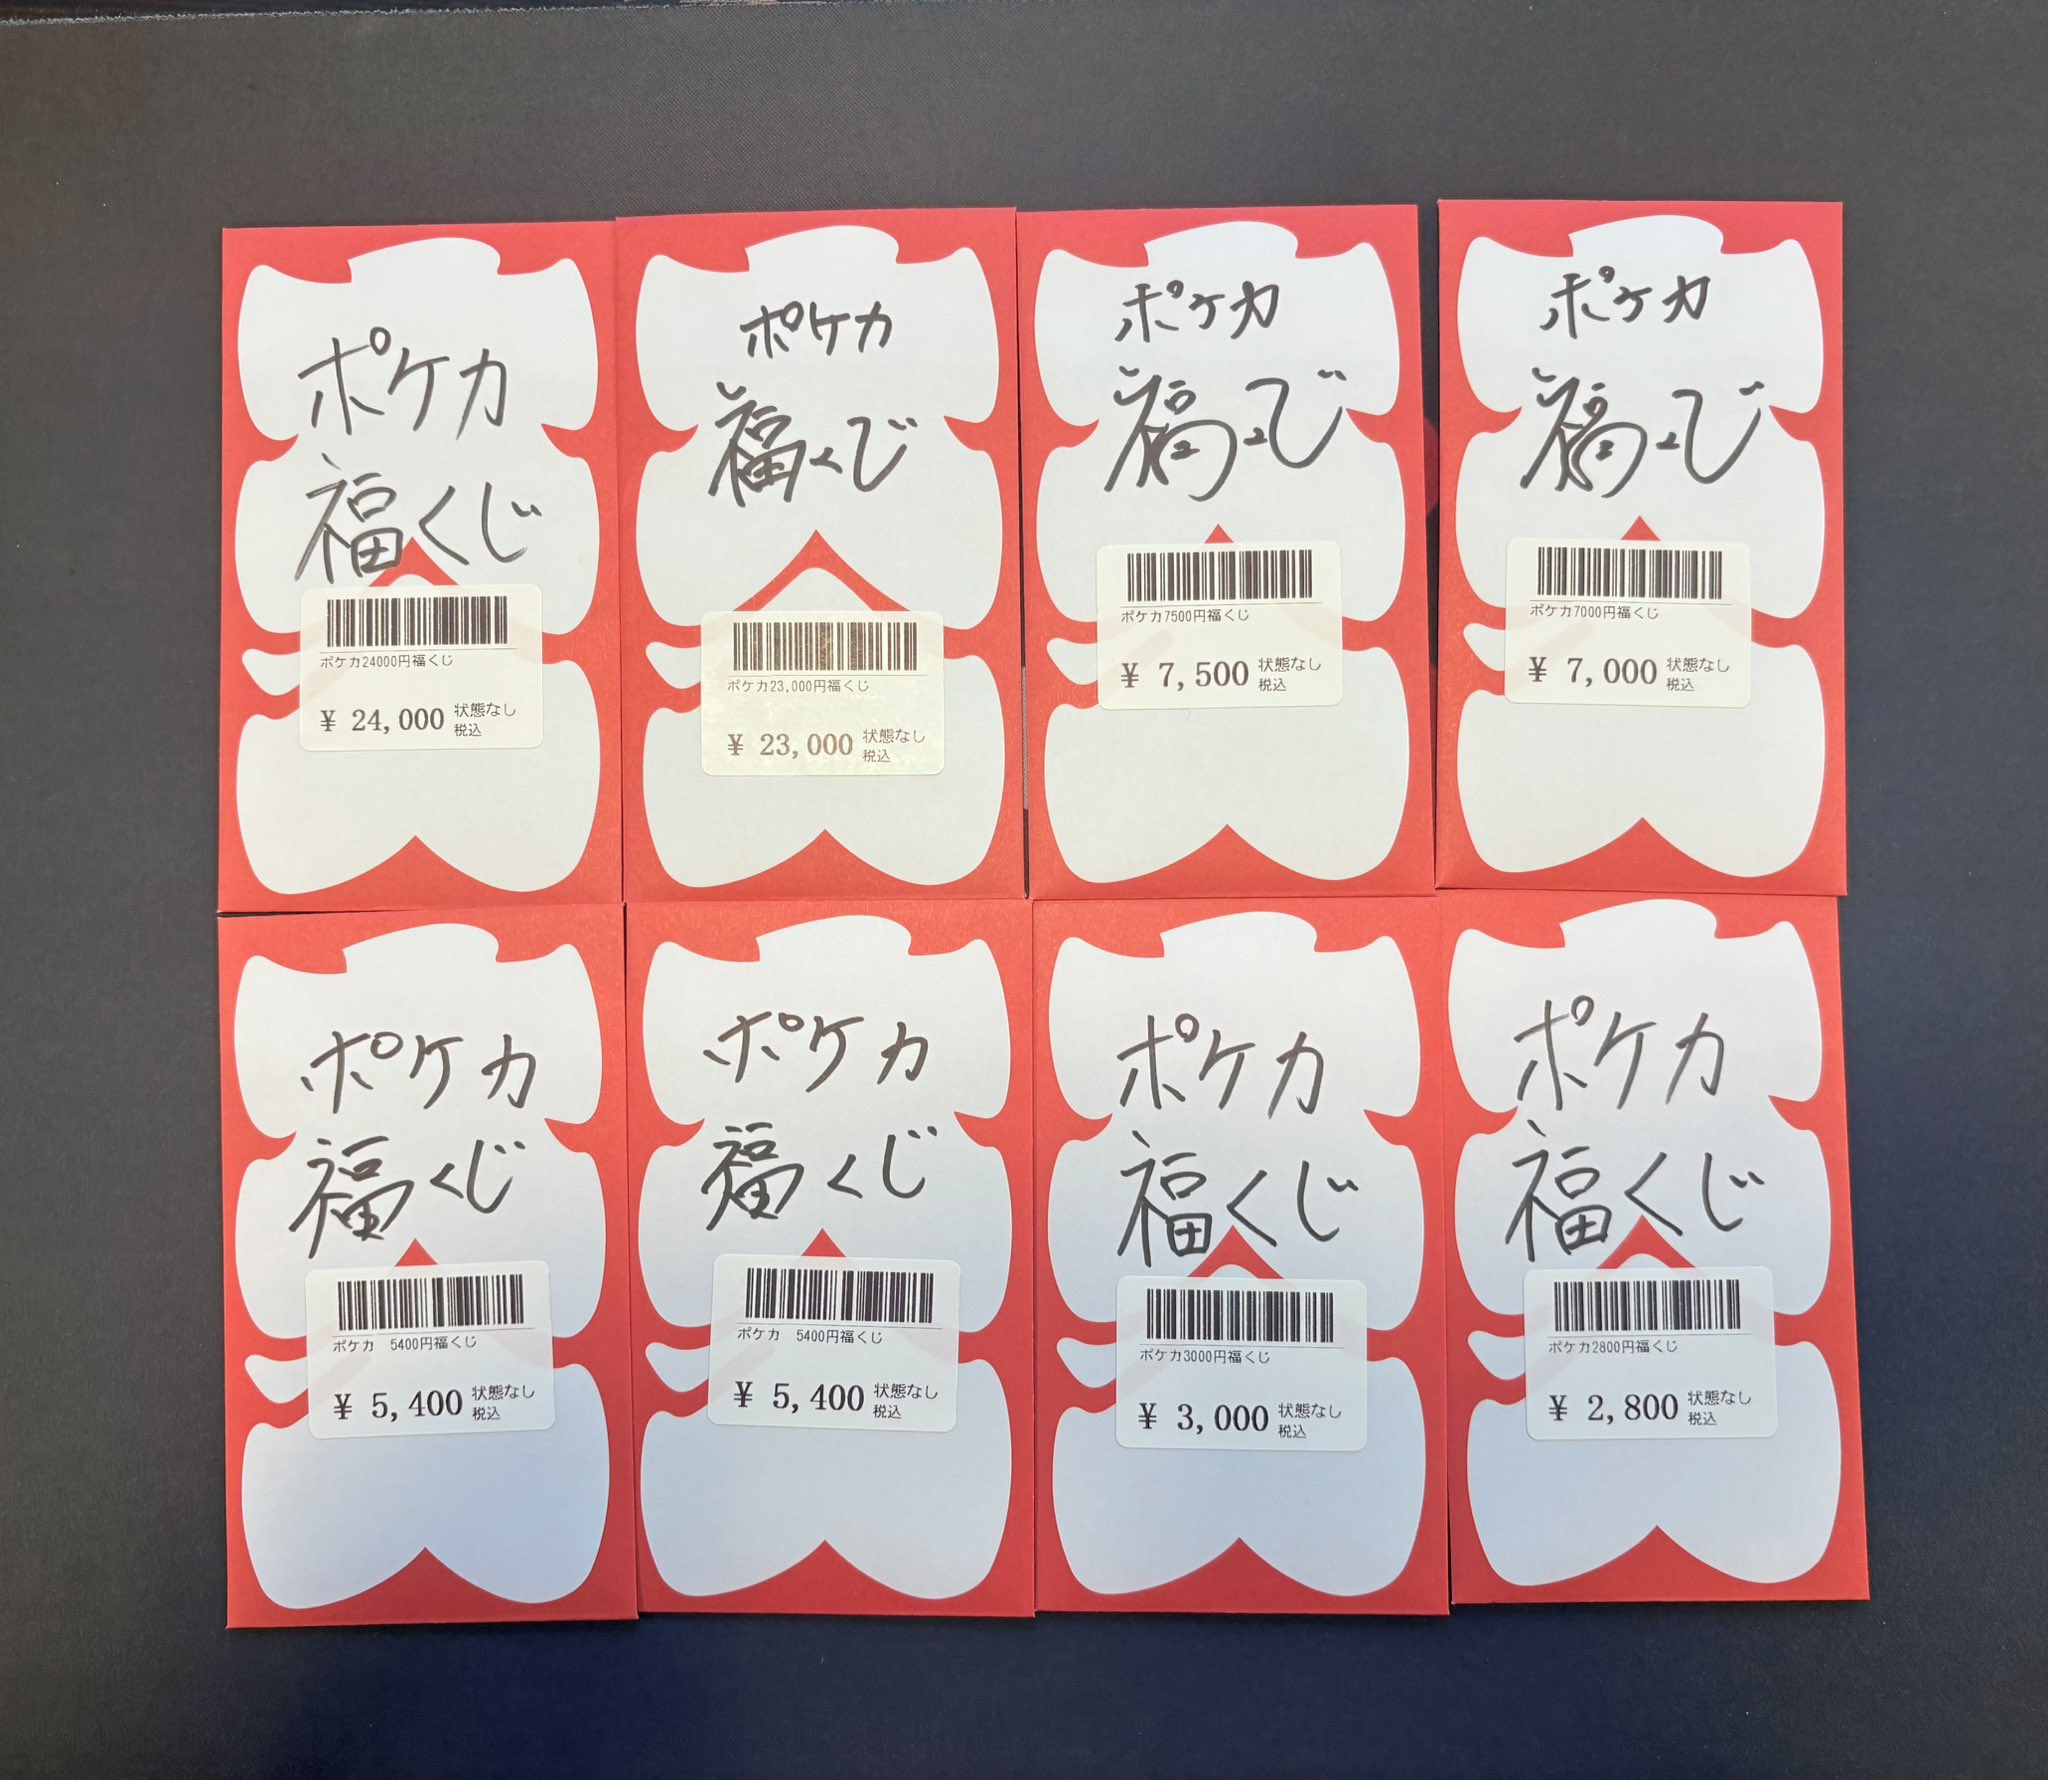 ポケカ
福くじ
ポケカ24000円福くじ
¥ 24,000 状態なし
税込
ポケカ
福くじ
ポケカ23,000円福くじ
¥ 23,000 状態なし
税込
ポケカ
福くじ
ポケカ7500円福くじ
¥ 7,500 状態なし
税込
ポケカ
福くじ
ポケカ7000円福くじ
¥ 7,000 状態なし
税込
ポケカ
福くじ
ポケカ 5400円福くじ
¥ 5,400 状態なし
税込
ポケカ
福くじ
ポケカ 5400円福くじ
¥ 5,400 状態なし
税込
ポケカ
福くじ
ポケカ3000円福くじ
¥ 3,000 状態なし
税込
ポケカ
福くじ
ポケカ2800円福くじ
¥ 2,800 状態なし
税込